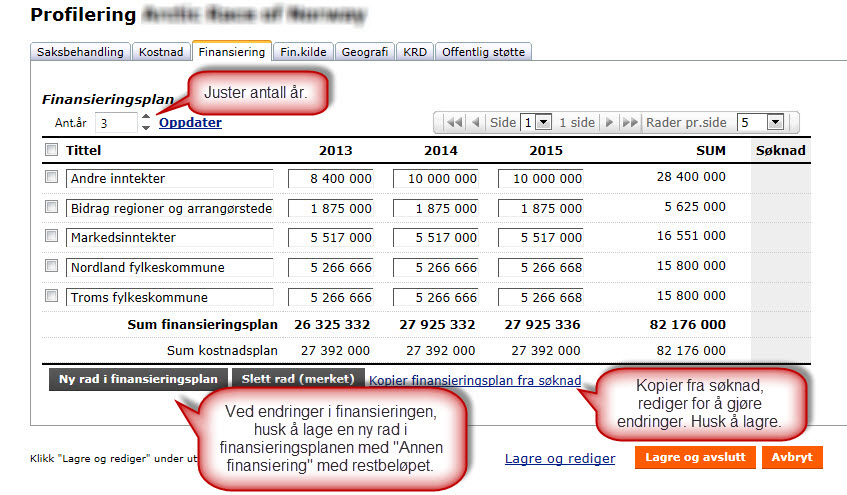 Profilering
Saksbehandling Kostnad Finansiering Fin.kilde Geografi KRD Offentlig støtte
Juster antall år.
Finansieringsplan
Ant.år 3 Oppdater
Side 1 1 side Rader pr.side 5
Tittel 2013 2014 2015 SUM Søknad
Andre inntekter 8 400 000 10 000 000 10 000 000 28 400 000
Bidrag regioner og arrangørstede 1 875 000 1 875 000 1 875 000 5 625 000
Markedsinntekter 5 517 000 5 517 000 5 517 000 16 551 000
Nordland fylkeskommune 5 266 666 5 266 666 5 266 668 15 800 000
Troms fylkeskommune 5 266 666 5 266 666 5 266 668 15 800 000
Sum finansieringsplan 26 325 332 27 925 332 27 925 336 82 176 000
Sum kostnadsplan 27 392 000 27 392 000 27 392 000 82 176 000
Ny rad i finansieringsplan Slett rad (merket) Kopier finansieringsplan fra søknad
Kopier fra søknad,
rediger for å gjøre
endringer. Husk å lagre.
Ved endringer i finansieringen,
husk å lage en ny rad i
finansieringsplanen med "Annen
finansiering" med restbeløpet.
Klikk "Lagre og rediger" under ut
Lagre og rediger Lagre og avslutt Avbryt